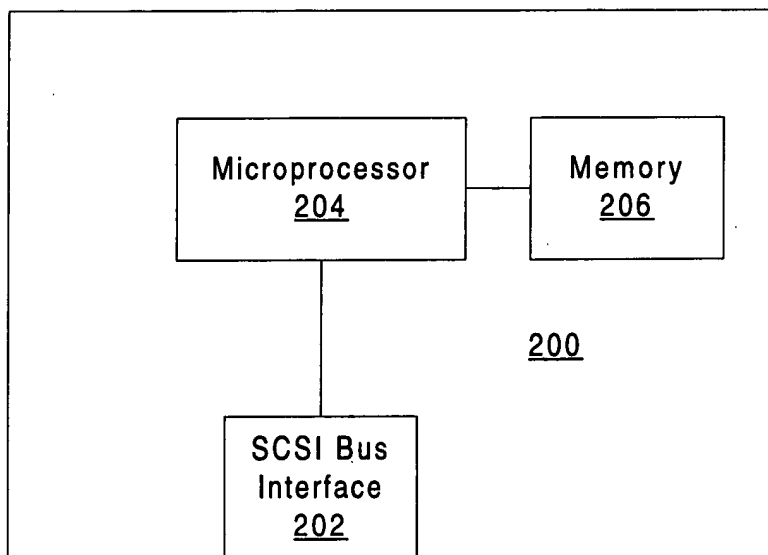 Microprocessor
204
Memory
206
200
SCSI Bus
Interface
202